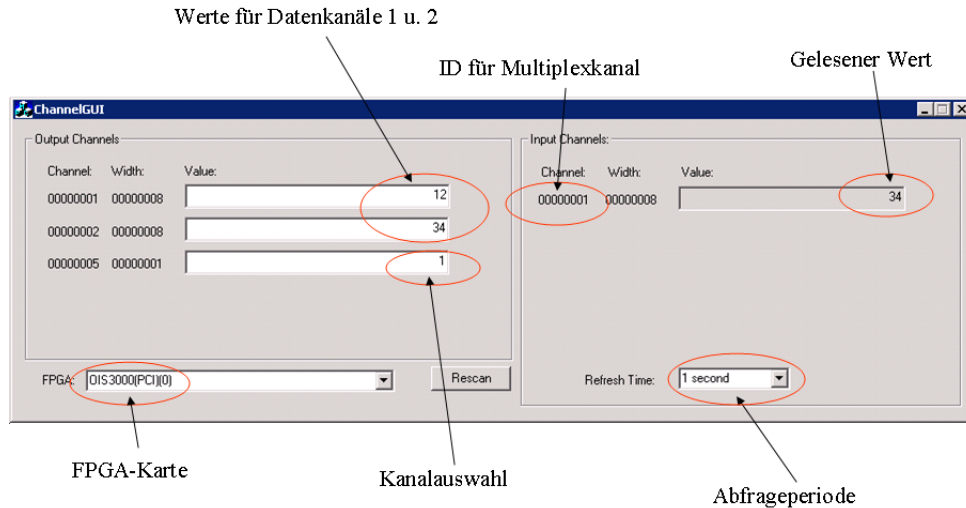 Werte für Datenkanäle 1 u. 2
ID für Multiplexkanal
Gelesener Wert
ChannelGUI
Output Channels
Channel: Width: Value:
00000001 00000008 12
00000002 00000008 34
00000005 00000001 1
FPGA: OIS3000(PCI)(0)
Rescan
Input Channels:
Channel: Width: Value:
00000001 00000008 34
Refresh Time: 1 second
FPGA-Karte
Kanalauswahl
Abfrageperiode